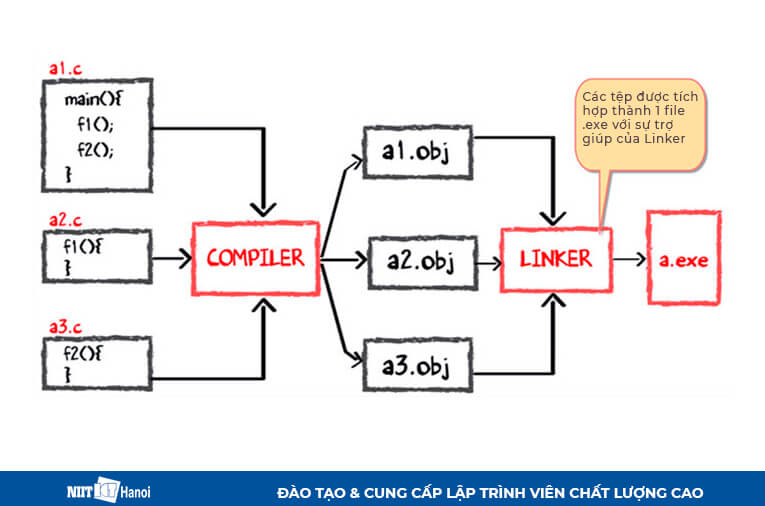 a1.c
main(){
f1();
f2();
}
a2.c
f1(){
}
a3.c
f2(){
}
COMPILER
a1.obj
a2.obj
a3.obj
Các tệp được tích
hợp thành 1 file
.exe với sự trợ
giúp của Linker
LINKER
a.exe
NIIT ICT Hanoi
ĐÀO TẠO & CUNG CẤP LẬP TRÌNH VIÊN CHẤT LƯỢNG CAO